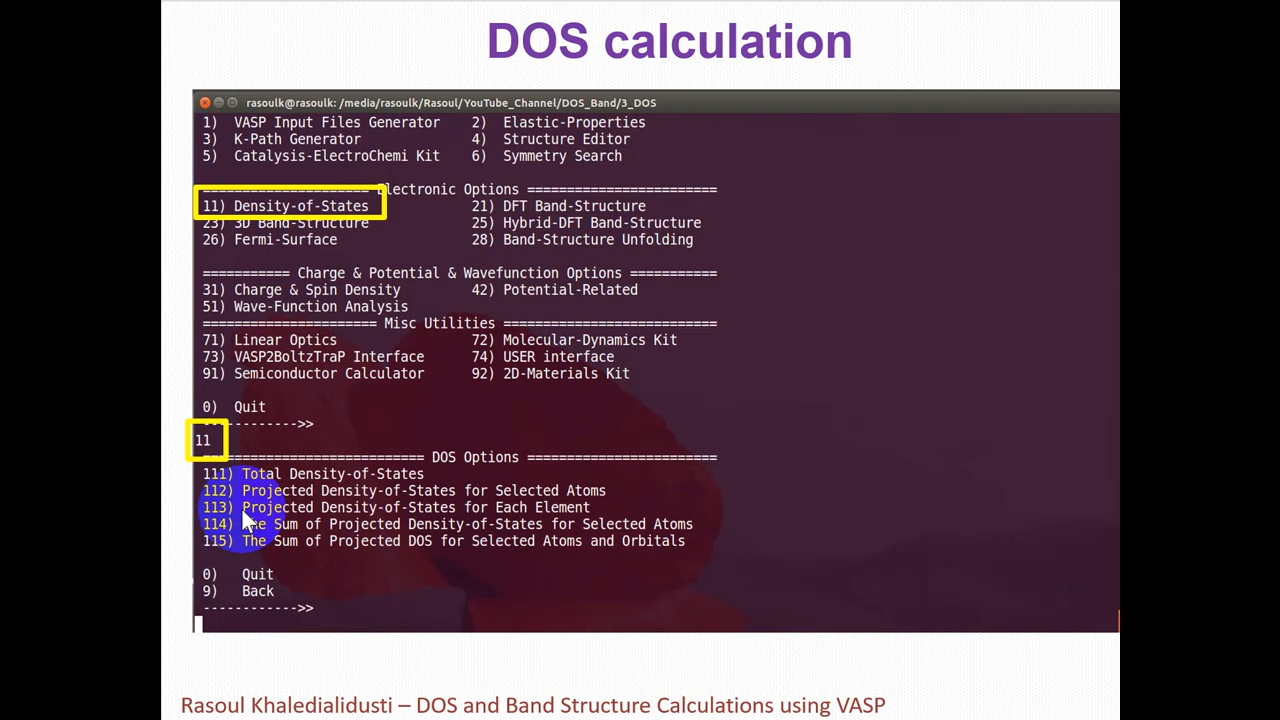 DOS calculation
rasoulk@rasoulk: /media/rasoulk/Rasoul/YouTube_Channel/DOS_Band/3_DOS
1)  VASP Input Files Generator    2)  Elastic-Properties
3)  K-Path Generator              4)  Structure Editor
5)  Catalysis-ElectroChemi Kit    6)  Symmetry Search
===================== Electronic Options ========================
11) Density-of-States             21) DFT Band-Structure
23) 3D Band-Structure             25) Hybrid-DFT Band-Structure
26) Fermi-Surface                 28) Band-Structure Unfolding
=========== Charge & Potential & Wavefunction Options ===========
31) Charge & Spin Density         42) Potential-Related
51) Wave-Function Analysis
====================== Misc Utilities ===========================
71) Linear Optics                 72) Molecular-Dynamics Kit
73) VASP2BoltzTraP Interface      74) USER interface
91) Semiconductor Calculator      92) 2D-Materials Kit
0)  Quit
------------>>
11
============================ DOS Options ========================
111) Total Density-of-States
112) Projected Density-of-States for Selected Atoms
113) Projected Density-of-States for Each Element
114) The Sum of Projected Density-of-States for Selected Atoms
115) The Sum of Projected DOS for Selected Atoms and Orbitals
0)   Quit
9)   Back
------------>>
Rasoul Khaledialidusti – DOS and Band Structure Calculations using VASP